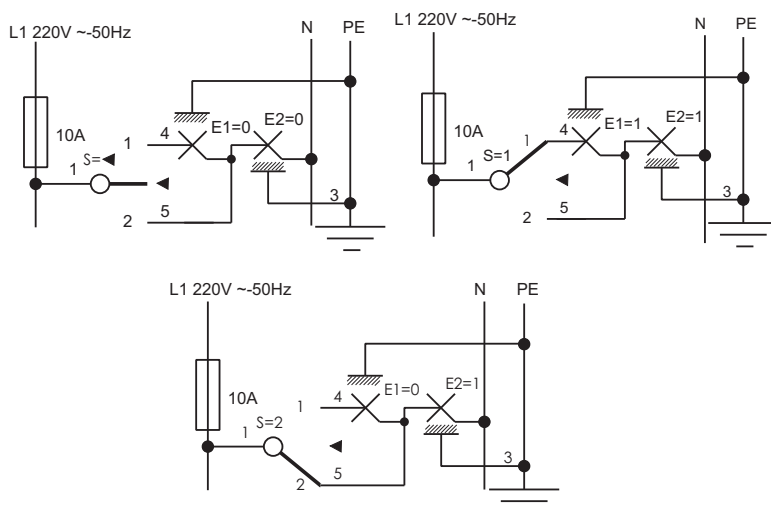 L1 220V ~-50Hz
N
PE
10A
1
4
E1=0
E2=0
1
S=◄
◄
2
5
3
L1 220V ~-50Hz
N
PE
10A
1
4
E1=1
E2=1
1
S=1
◄
2
5
3
L1 220V ~-50Hz
N
PE
10A
1
4
E1=0
E2=1
1
S=2
◄
2
5
3